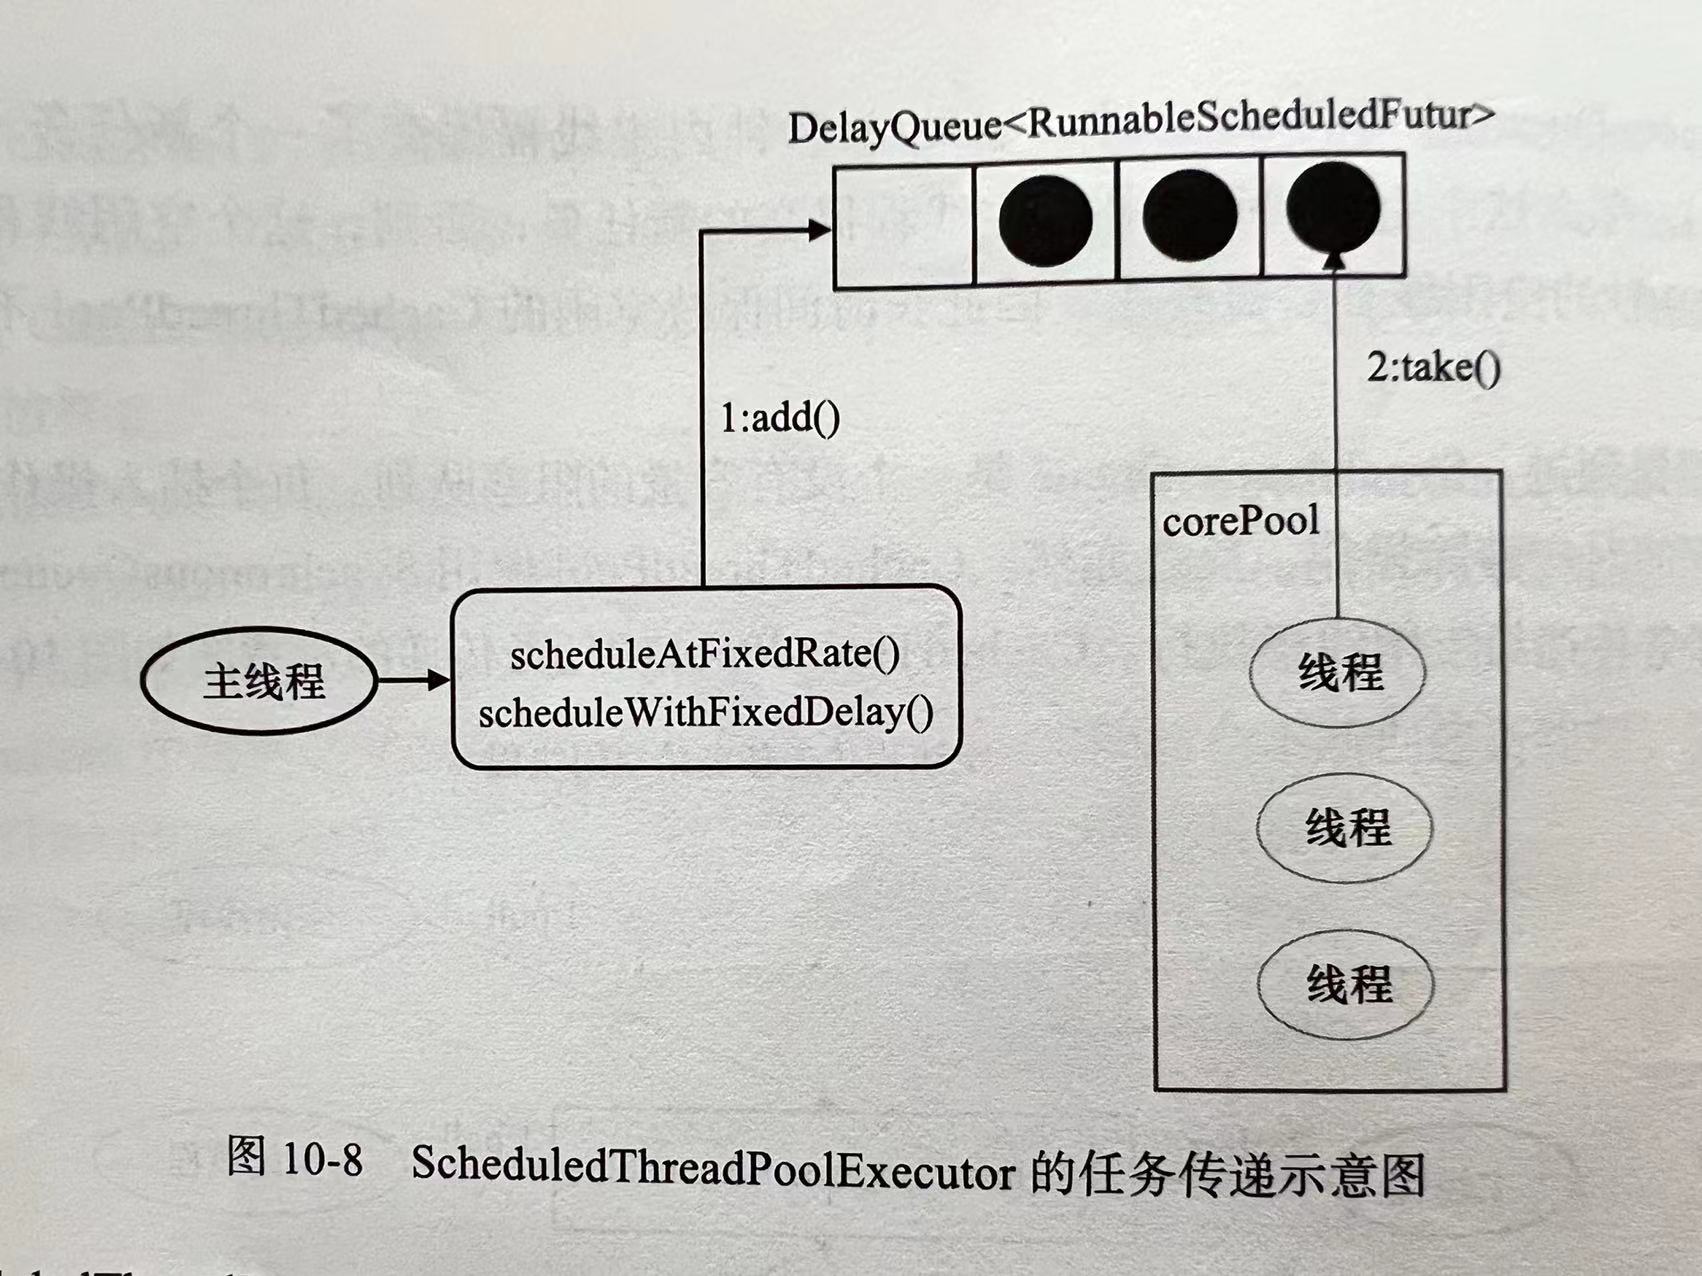 DelayQueue<RunnableScheduledFutur>
1:add()
2:take()
corePool
主线程
scheduleAtFixedRate()
scheduleWithFixedDelay()
线程
线程
线程
图 10-8 ScheduledThreadPoolExecutor 的任务传递示意图